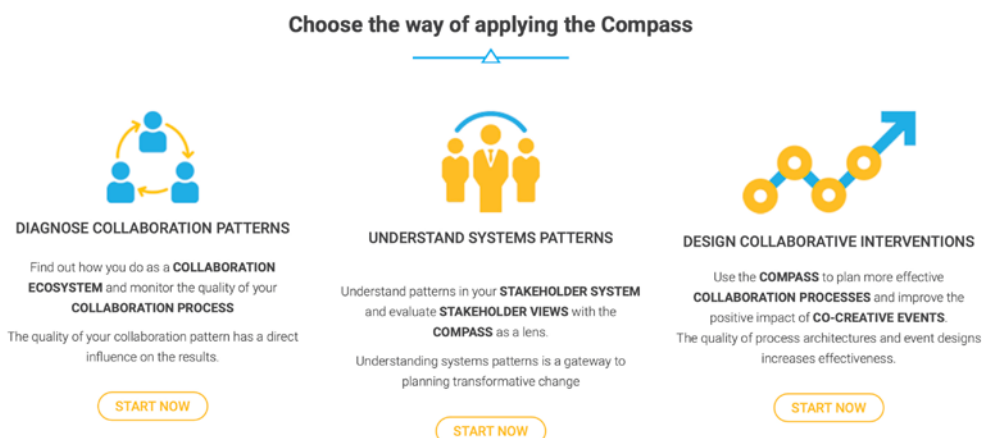 Choose the way of applying the Compass
DIAGNOSE COLLABORATION PATTERNS
Find out how you do as a COLLABORATION
ECOSYSTEM and monitor the quality of your
COLLABORATION PROCESS
The quality of your collaboration pattern has a direct
influence on the results.
START NOW
UNDERSTAND SYSTEMS PATTERNS
Understand patterns in your STAKEHOLDER SYSTEM
and evaluate STAKEHOLDER VIEWS with the
COMPASS as a lens.
Understanding systems patterns is a gateway to
planning transformative change
START NOW
DESIGN COLLABORATIVE INTERVENTIONS
Use the COMPASS to plan more effective
COLLABORATION PROCESSES and improve the
positive impact of CO-CREATIVE EVENTS.
The quality of process architectures and event designs
increases effectiveness.
START NOW